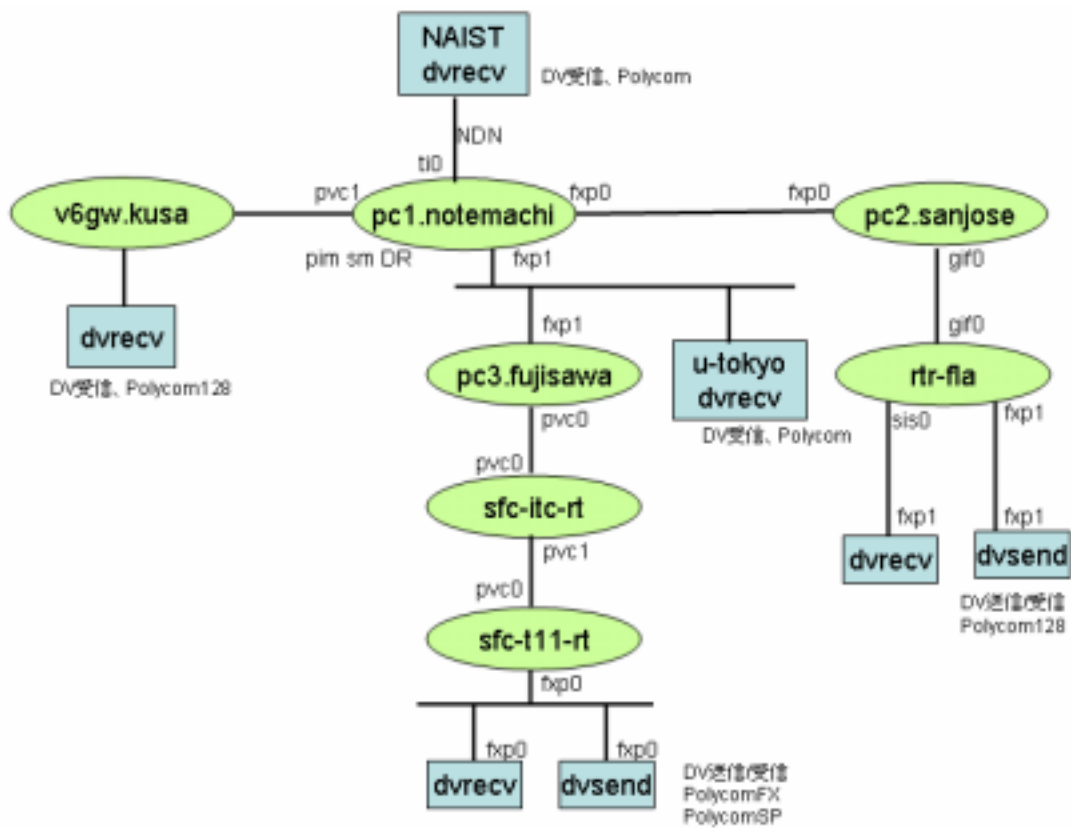 NAIST
dvrecv
DV受信、Polycom
NDN
ti0
pvc1
fxp0
fxp0
v6gw.kusa
pc1.notemachi
pc2.sanjose
pim sm DR
fxp1
gif0
dvrecv
fxp1
gif0
DV受信、Polycom128
pc3.fujisawa
u-tokyo
dvrecv
rtr-fla
pvc0
DV受信、Polycom
sis0
fxp1
pvc0
sfc-itc-rt
fxp1
fxp1
pvc1
dvrecv
dvsend
pvc0
DV送信/受信
Polycom128
sfc-t11-rt
fxp0
fxp0
fxp0
dvrecv
dvsend
DV送信/受信
PolycomFX
PolycomSP